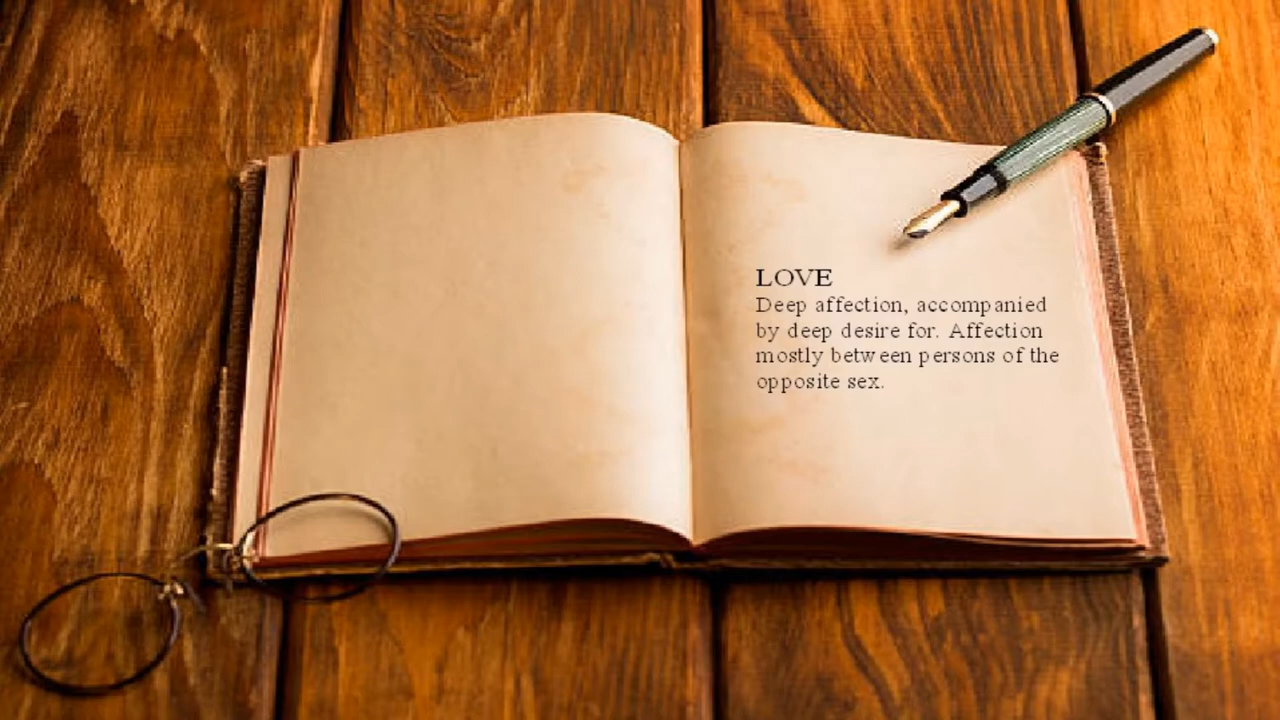 LOVE
Deep affection, accompanied
by deep desire for. Affection
mostly between persons of the
opposite sex.